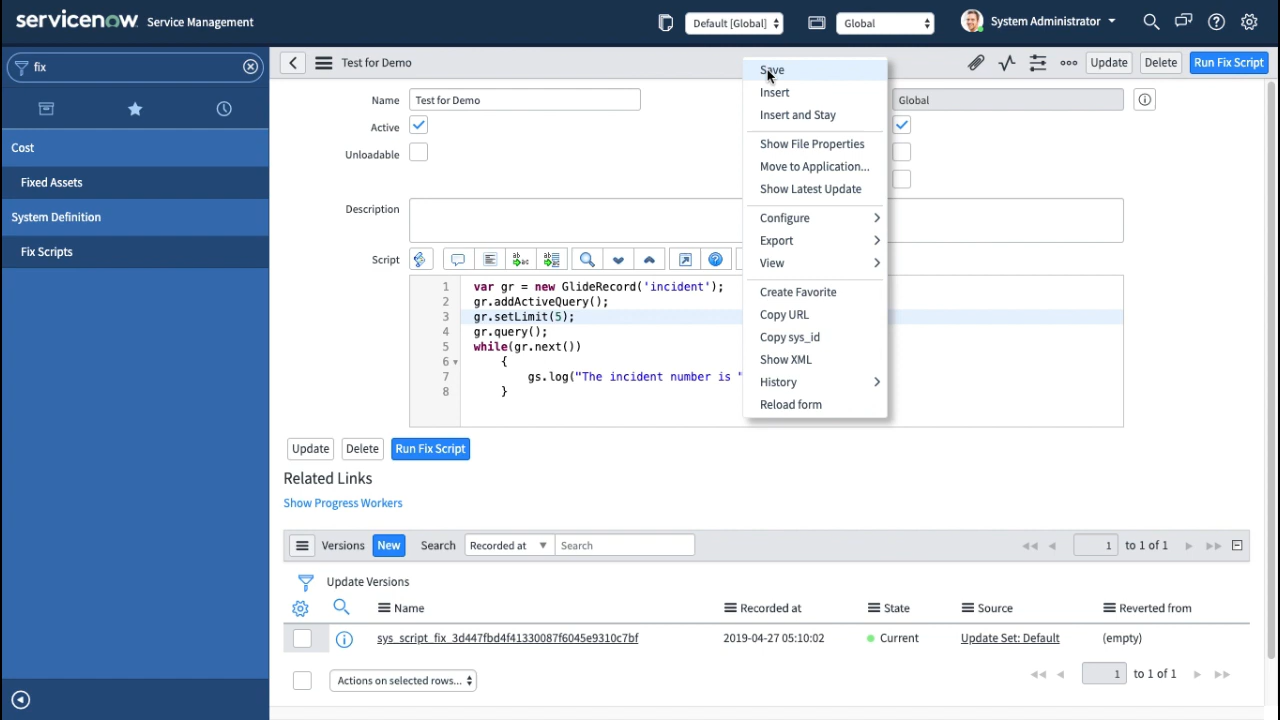 servicenow Service Management
Default [Global]
Global
System Administrator
fix
Test for Demo
Update
Delete
Run Fix Script
Cost
Fixed Assets
System Definition
Fix Scripts
Name
Test for Demo
Global
Active
Unloadable
Description
Script
Save
Insert
Insert and Stay
Show File Properties
Move to Application...
Show Latest Update
Configure
Export
View
Create Favorite
Copy URL
Copy sys_id
Show XML
History
Reload form
1 var gr = new GlideRecord('incident');
2 gr.addActiveQuery();
3 gr.setLimit(5);
4 gr.query();
5 while(gr.next())
6 {
7 gs.log("The incident number is "
8 }
Update
Delete
Run Fix Script
Related Links
Show Progress Workers
Versions
New
Search
Recorded at
Search
1 to 1 of 1
Update Versions
Name
Recorded at
State
Source
Reverted from
sys_script_fix_3d447fbd4f41330087f6045e9310c7bf
2019-04-27 05:10:02
Current
Update Set: Default
(empty)
Actions on selected rows...
1 to 1 of 1